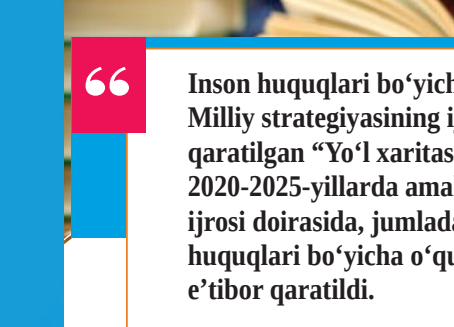 “
Inson huquqlari bo‘yich
Milliy strategiyasining i
qaratilgan “Yo‘l xaritas
2020-2025-yillarda ama
ijrosi doirasida, jumlada
huquqlari bo‘yicha o‘qu
e’tibor qaratildi.